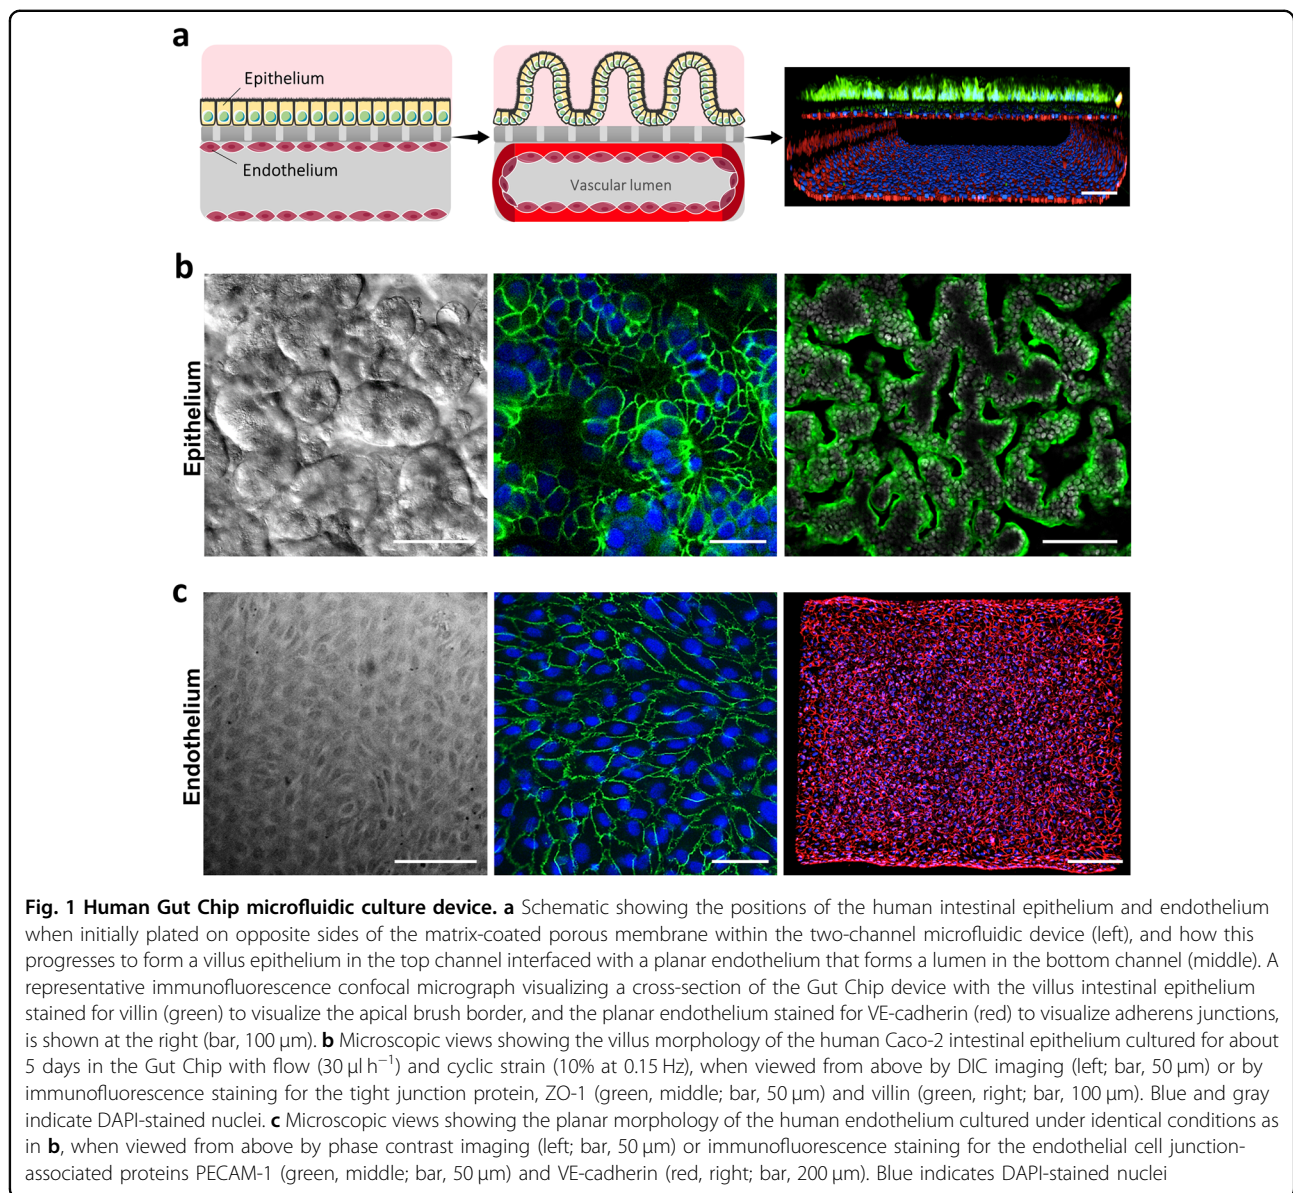 a
Epithelium
Endothelium
Vascular lumen
b
Epithelium
c
Endothelium
Fig. 1 Human Gut Chip microfluidic culture device. a Schematic showing the positions of the human intestinal epithelium and endothelium
when initially plated on opposite sides of the matrix-coated porous membrane within the two-channel microfluidic device (left), and how this
progresses to form a villus epithelium in the top channel interfaced with a planar endothelium that forms a lumen in the bottom channel (middle). A
representative immunofluorescence confocal micrograph visualizing a cross-section of the Gut Chip device with the villus intestinal epithelium
stained for villin (green) to visualize the apical brush border, and the planar endothelium stained for VE-cadherin (red) to visualize adherens junctions,
is shown at the right (bar, 100 μm). b Microscopic views showing the villus morphology of the human Caco-2 intestinal epithelium cultured for about
5 days in the Gut Chip with flow (30 μl h⁻¹) and cyclic strain (10% at 0.15 Hz), when viewed from above by DIC imaging (left; bar, 50 μm) or by
immunofluorescence staining for the tight junction protein, ZO-1 (green, middle; bar, 50 μm) and villin (green, right; bar, 100 μm). Blue and gray
indicate DAPI-stained nuclei. c Microscopic views showing the planar morphology of the human endothelium cultured under identical conditions as
in b, when viewed from above by phase contrast imaging (left; bar, 50 μm) or immunofluorescence staining for the endothelial cell junction-
associated proteins PECAM-1 (green, middle; bar, 50 μm) and VE-cadherin (red, right; bar, 200 μm). Blue indicates DAPI-stained nuclei